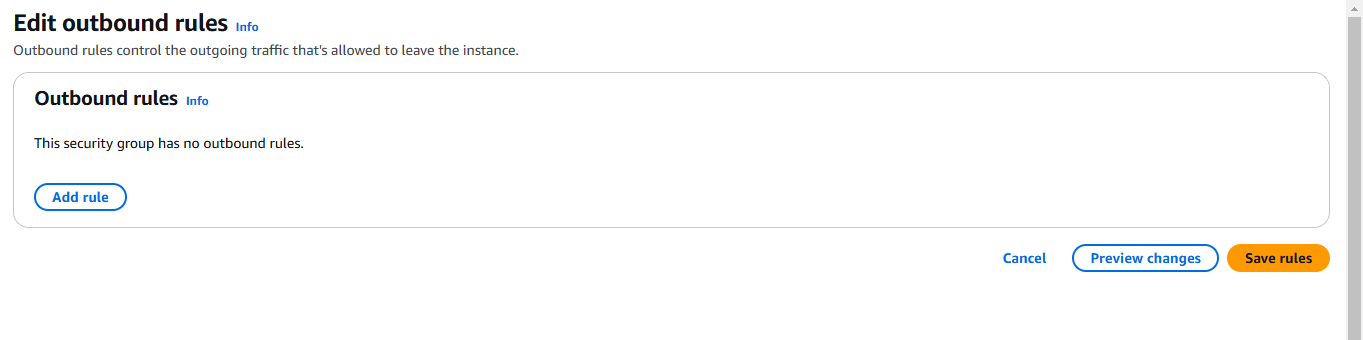 Edit outbound rules Info
Outbound rules control the outgoing traffic that's allowed to leave the instance.
Outbound rules Info
This security group has no outbound rules.
Add rule
Cancel Preview changes Save rules